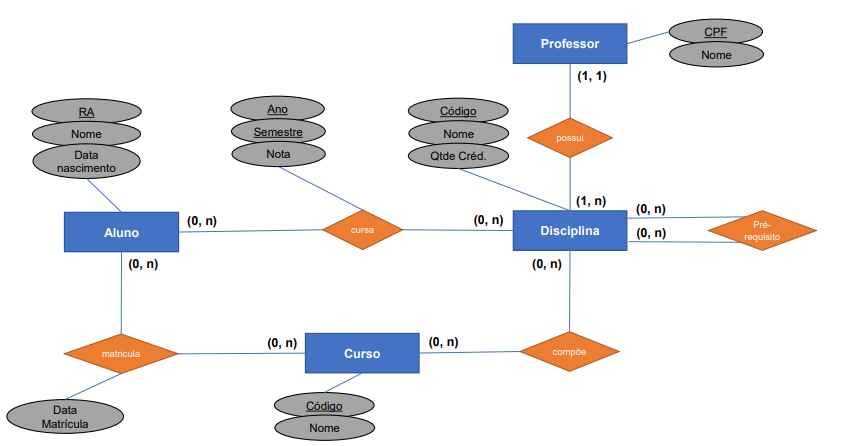 Professor
CPF
Nome
(1, 1)
RA
Nome
Data
nascimento
Ano
Semestre
Nota
Código
Nome
Qtde Créd.
possui
(1, n)
Aluno
(0, n)
cursa
(0, n)
Disciplina
(0, n)
(0, n)
Pré-
requisito
(0, n)
(0, n)
matricula
(0, n)
Curso
(0, n)
compõe
Data
Matrícula
Código
Nome